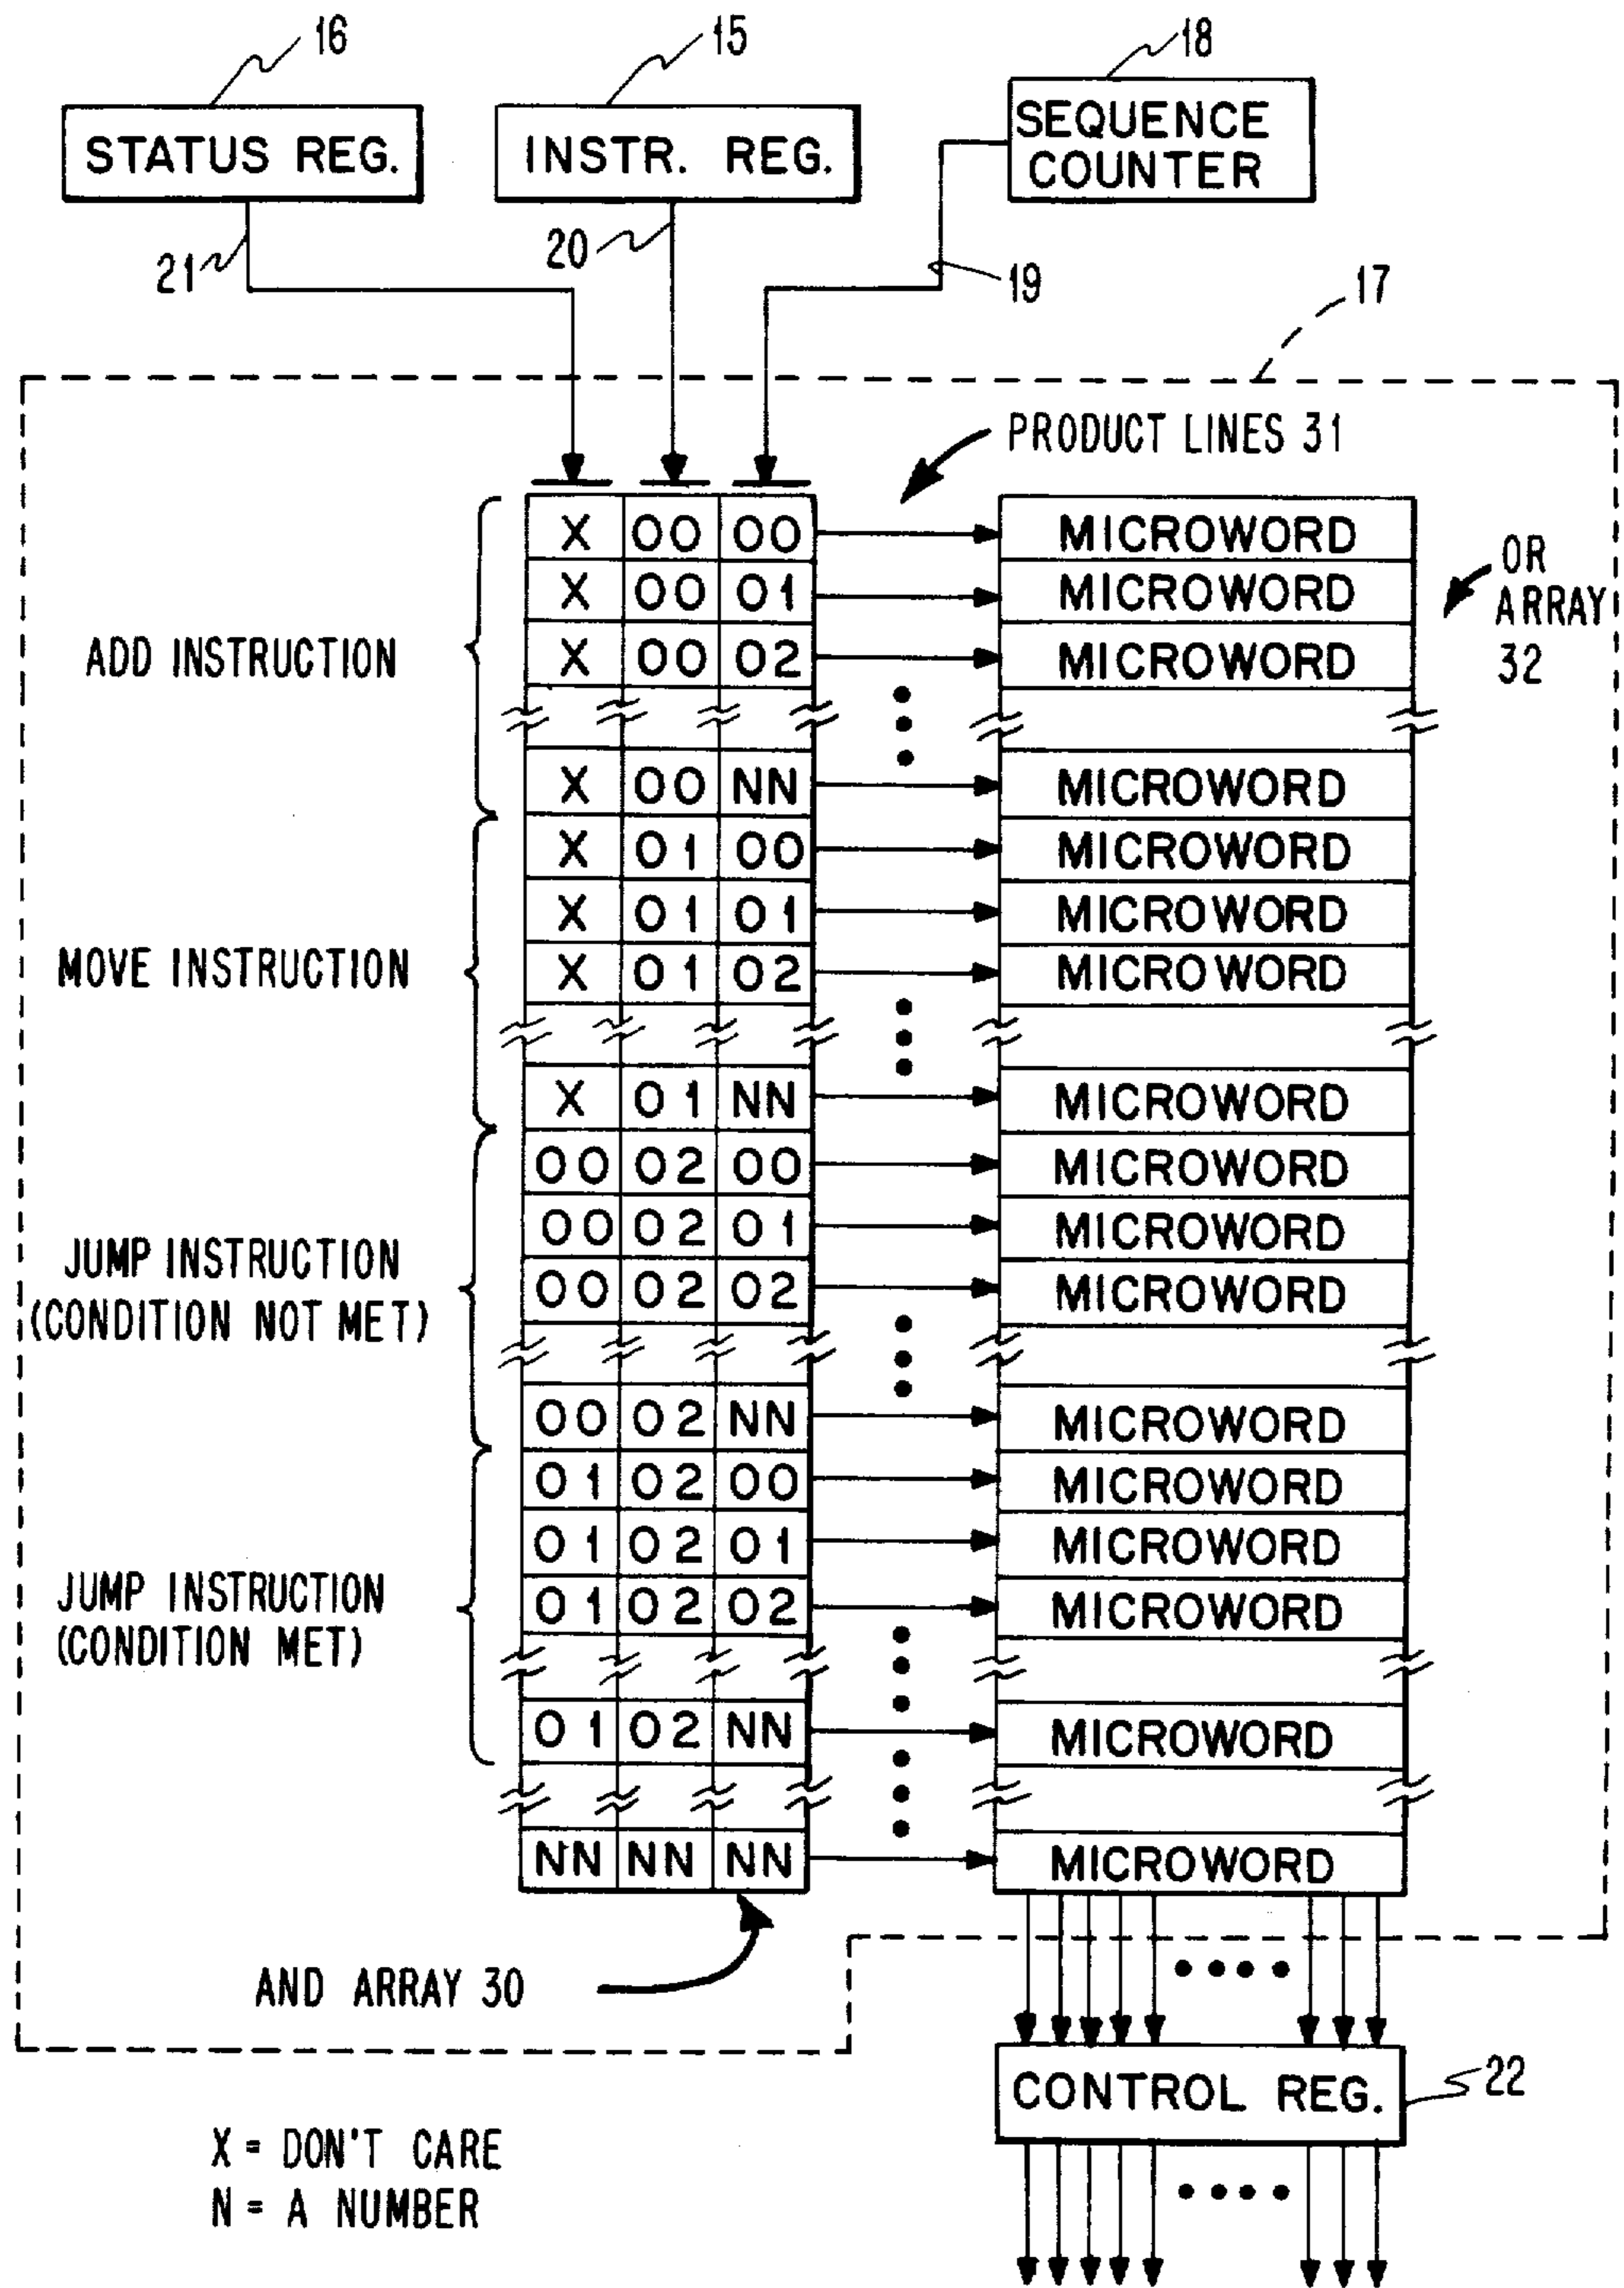 16
15
18
STATUS REG.
INSTR. REG.
SEQUENCE
COUNTER
21
20
19
17
PRODUCT LINES 31
OR
ARRAY
32
ADD INSTRUCTION
X 00 00 MICROWORD
X 00 01 MICROWORD
X 00 02 MICROWORD
X 00 NN MICROWORD
MOVE INSTRUCTION
X 01 00 MICROWORD
X 01 01 MICROWORD
X 01 02 MICROWORD
X 01 NN MICROWORD
JUMP INSTRUCTION
(CONDITION NOT MET)
00 02 00 MICROWORD
00 02 01 MICROWORD
00 02 02 MICROWORD
00 02 NN MICROWORD
JUMP INSTRUCTION
(CONDITION MET)
01 02 00 MICROWORD
01 02 01 MICROWORD
01 02 02 MICROWORD
01 02 NN MICROWORD
NN NN NN MICROWORD
AND ARRAY 30
CONTROL REG.
22
X = DON'T CARE
N = A NUMBER